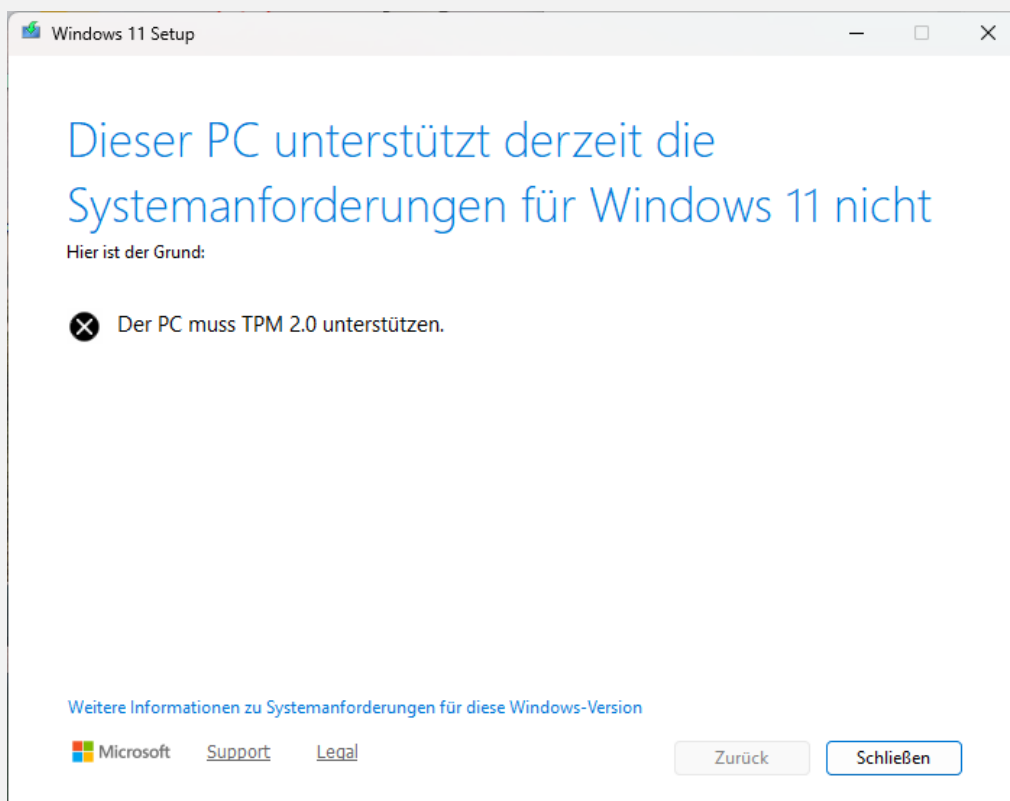 Windows 11 Setup
Dieser PC unterstützt derzeit die
Systemanforderungen für Windows 11 nicht
Hier ist der Grund:
Der PC muss TPM 2.0 unterstützen.
Weitere Informationen zu Systemanforderungen für diese Windows-Version
Microsoft Support Legal Zurück Schließen